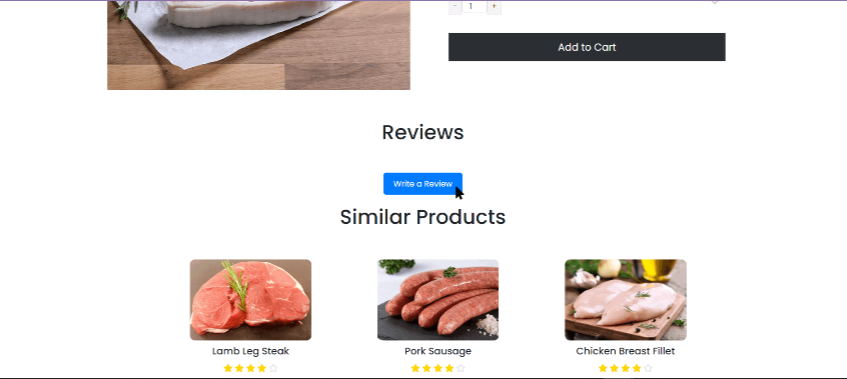 - 1 +
Add to Cart
Reviews
Write a Review
Similar Products
Lamb Leg Steak
Pork Sausage
Chicken Breast Fillet